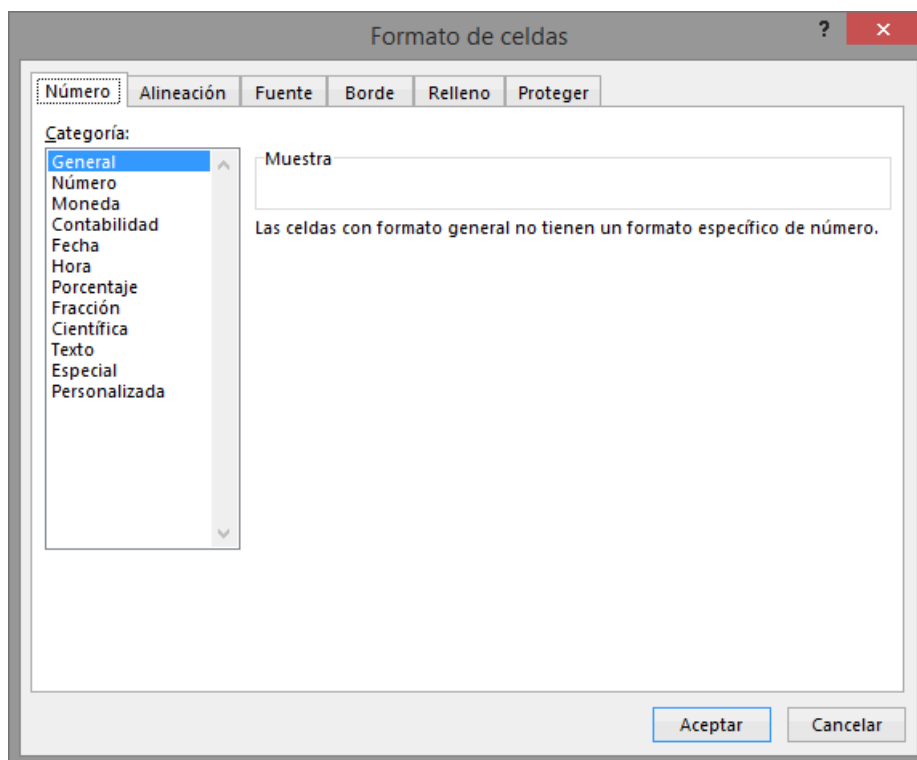 Formato de celdas
?
Número Alineación Fuente Borde Relleno Proteger
Categoría:
General
Número
Moneda
Contabilidad
Fecha
Hora
Porcentaje
Fracción
Científica
Texto
Especial
Personalizada
Muestra
Las celdas con formato general no tienen un formato específico de número.
Aceptar Cancelar